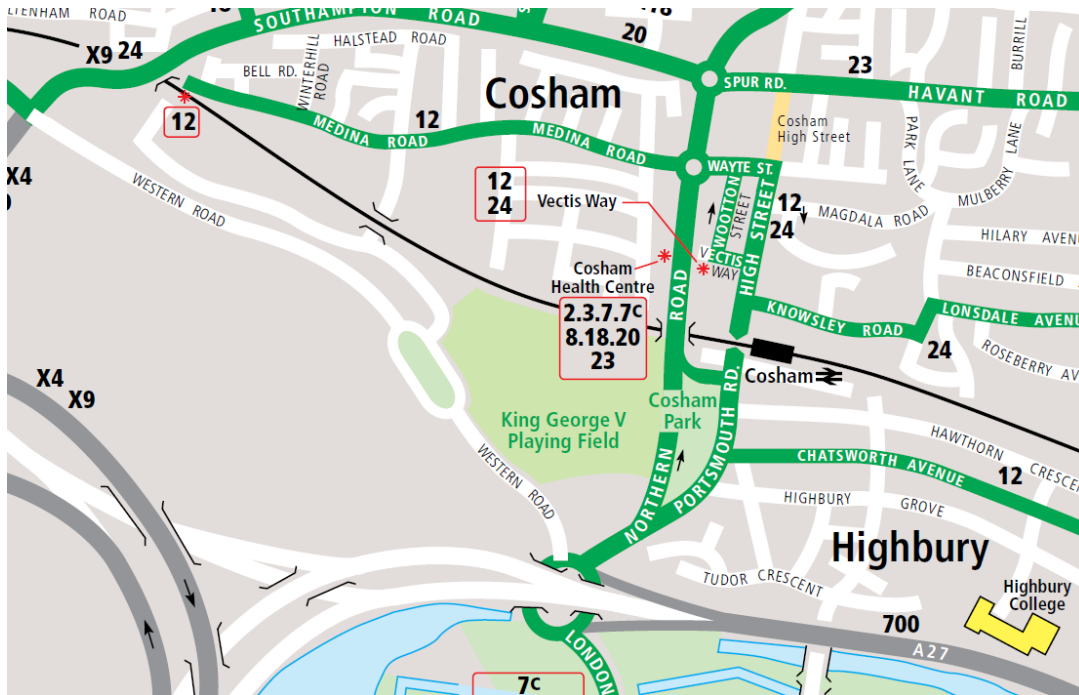 LTENHAM ROAD
SOUTHAMPTON ROAD
20
X9 24
HALSTEAD ROAD
BELL RD.
WINTERHILL
ROAD
Cosham
SPUR RD.
23
HAVANT ROAD
BURRILL
12
MEDINA ROAD
12
MEDINA ROAD
Cosham
High Street
PARK LANE
MULBERRY LANE
WAYTE ST.
X4
WESTERN ROAD
12
24
Vectis Way
WOOTTON
STREET
HIGH STREET
12
24
MAGDALA ROAD
HILARY AVENU
VECTIS
WAY
BEACONSFIELD
Cosham
Health Centre
ROAD
2.3.7.7C
8.18.20
23
KNOWSLEY ROAD
LONSDALE AVENU
24
ROSEBERRY AV
Cosham
X4
X9
King George V
Playing Field
Cosham
Park
WESTERN ROAD
NORTHERN
PORTSMOUTH RD.
HAWTHORN CRESCEN
CHATSWORTH AVENUE
12
HIGHBURY GROVE
Highbury
TUDOR CRESCENT
Highbury
College
700
A27
LONDON
7C